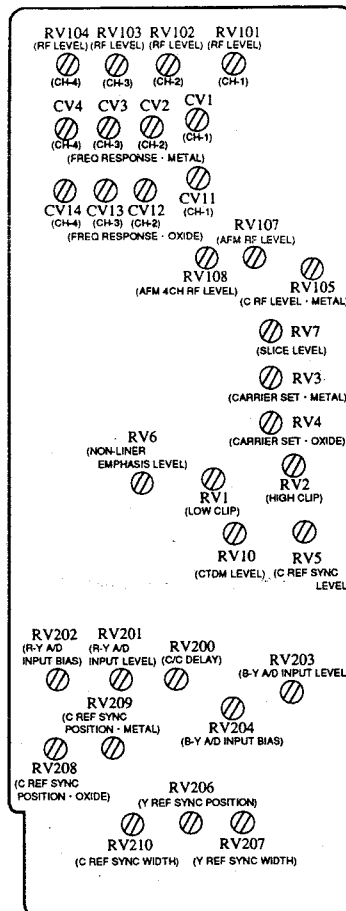 RV104 RV103 RV102 RV101
(RF LEVEL) (RF LEVEL) (RF LEVEL) (RF LEVEL)
(CH-4) (CH-3) (CH-2) (CH-1)
CV4 CV3 CV2 CV1
(CH-4) (CH-3) (CH-2) (CH-1)
(FREQ RESPONSE · METAL)
CV14 CV13 CV12 CV11
(CH-4) (CH-3) (CH-2) (CH-1)
(FREQ RESPONSE · OXIDE)
RV107
(AFM RF LEVEL)
RV108
(AFM 4CH RF LEVEL)
RV105
(C RF LEVEL · METAL)
RV7
(SLICE LEVEL)
RV3
(CARRIER SET · METAL)
RV4
(CARRIER SET · OXIDE)
RV6
(NON-LINER
EMPHASIS LEVEL)
RV1
(LOW CLIP)
RV2
(HIGH CLIP)
RV10
(CTDM LEVEL)
RV5
(C REF SYNC
LEVEL)
RV202
(R-Y A/D
INPUT BIAS)
RV201
(R-Y A/D
INPUT LEVEL)
RV200
(C/C DELAY)
RV203
(B-Y A/D INPUT LEVEL)
RV209
(C REF SYNC
POSITION · METAL)
RV204
(B-Y A/D INPUT BIAS)
RV208
(C REF SYNC
POSITION · OXIDE)
RV206
(Y REF SYNC POSITION)
RV210
(C REF SYNC WIDTH)
RV207
(Y REF SYNC WIDTH)